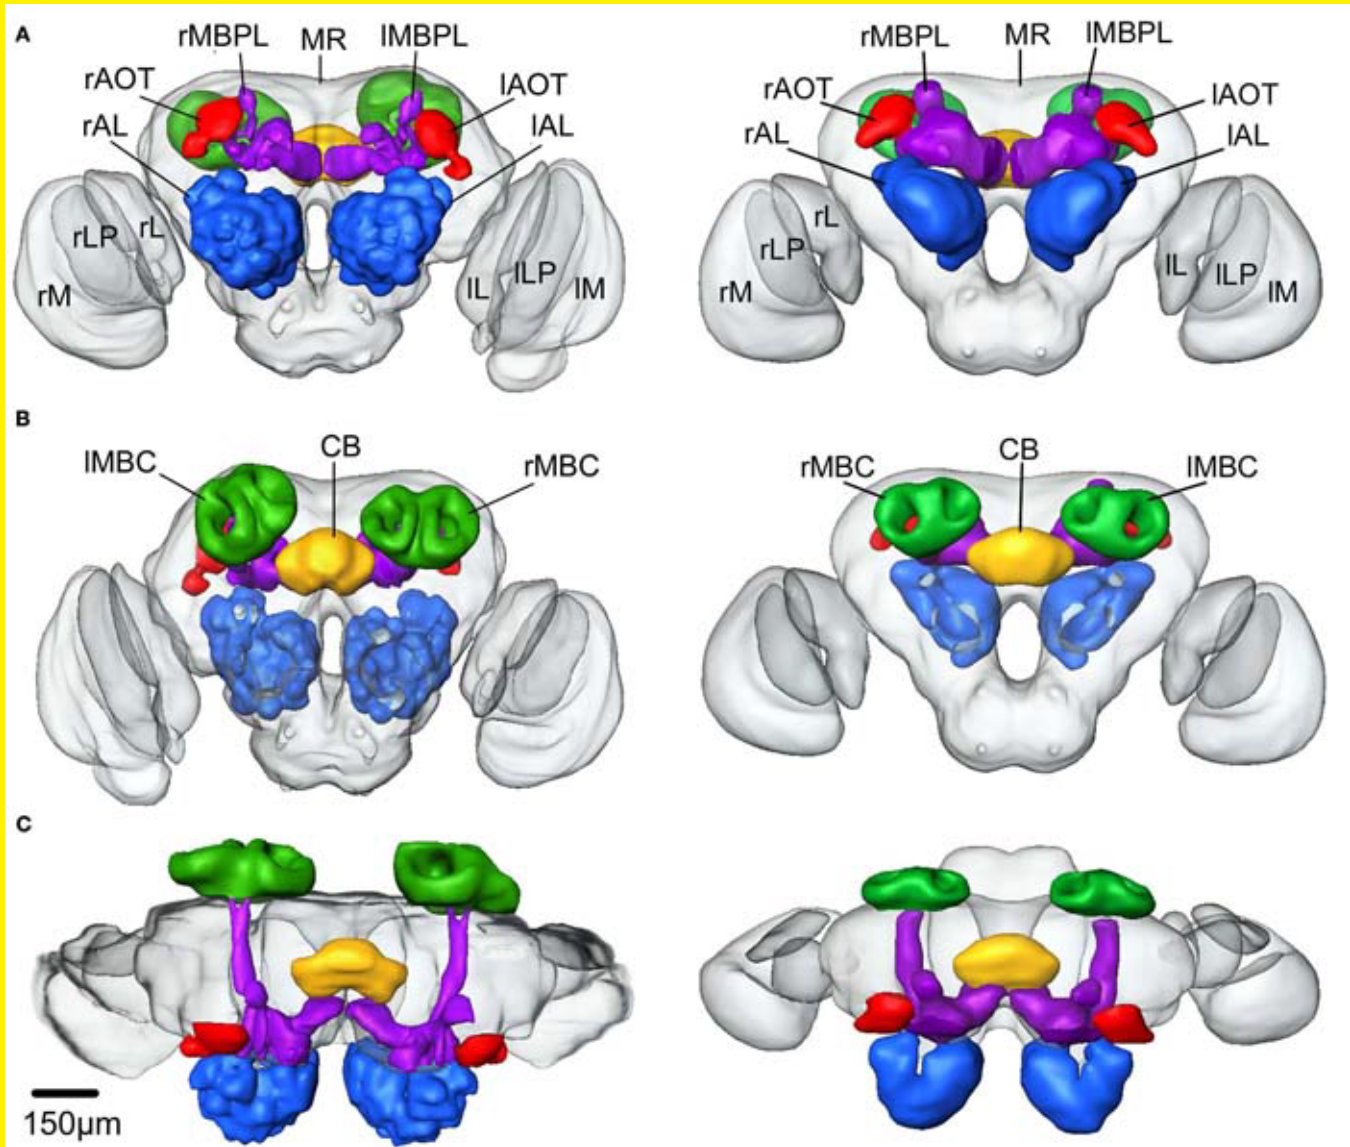 A
rMBPL MR lMBPL
rAOT lAOT
rAL lAL
rLP rL
rM
lL lLP lM
rMBPL MR lMBPL
rAOT lAOT
rAL lAL
rL
rLP
rM
lL lLP lM
B
lMBC CB rMBC
rMBC CB lMBC
C
150µm